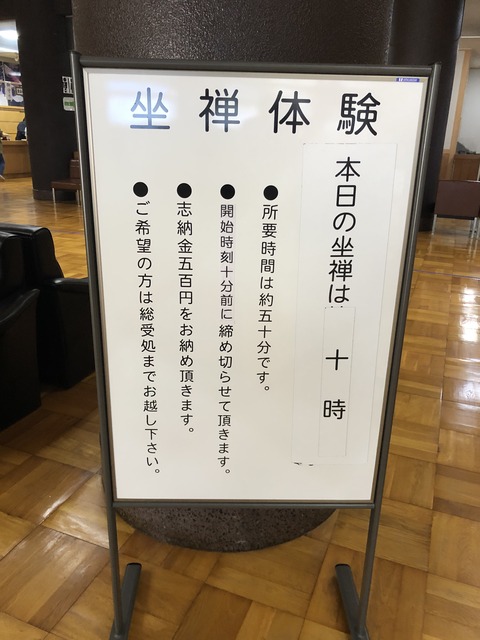 坐禅体験
本日の坐禅は
十時
●所要時間は約五十分です。
●開始時刻十分前に締め切らせて頂きます。
●志納金五百円をお納め頂きます。
●ご希望の方は総受処までお越し下さい。